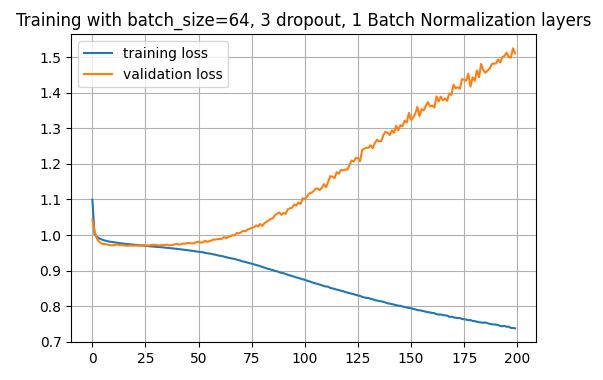 Training with batch_size=64, 3 dropout, 1 Batch Normalization layers
training loss
validation loss
1.5
1.4
1.3
1.2
1.1
1.0
0.9
0.8
0.7
0 25 50 75 100 125 150 175 200